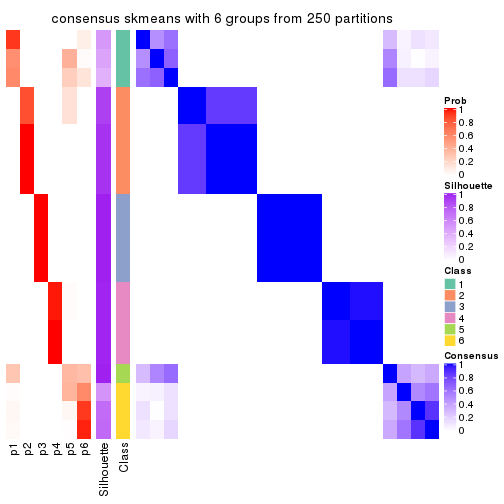 consensus skmeans with 6 groups from 250 partitions
Prob
1
0.8
0.6
0.4
0.2
0
Silhouette
1
0.8
0.6
0.4
0.2
0
Class
1
2
3
4
5
6
Consensus
1
0.8
0.6
0.4
0.2
0
p1
p2
p3
p4
p5
p6
Silhouette
Class